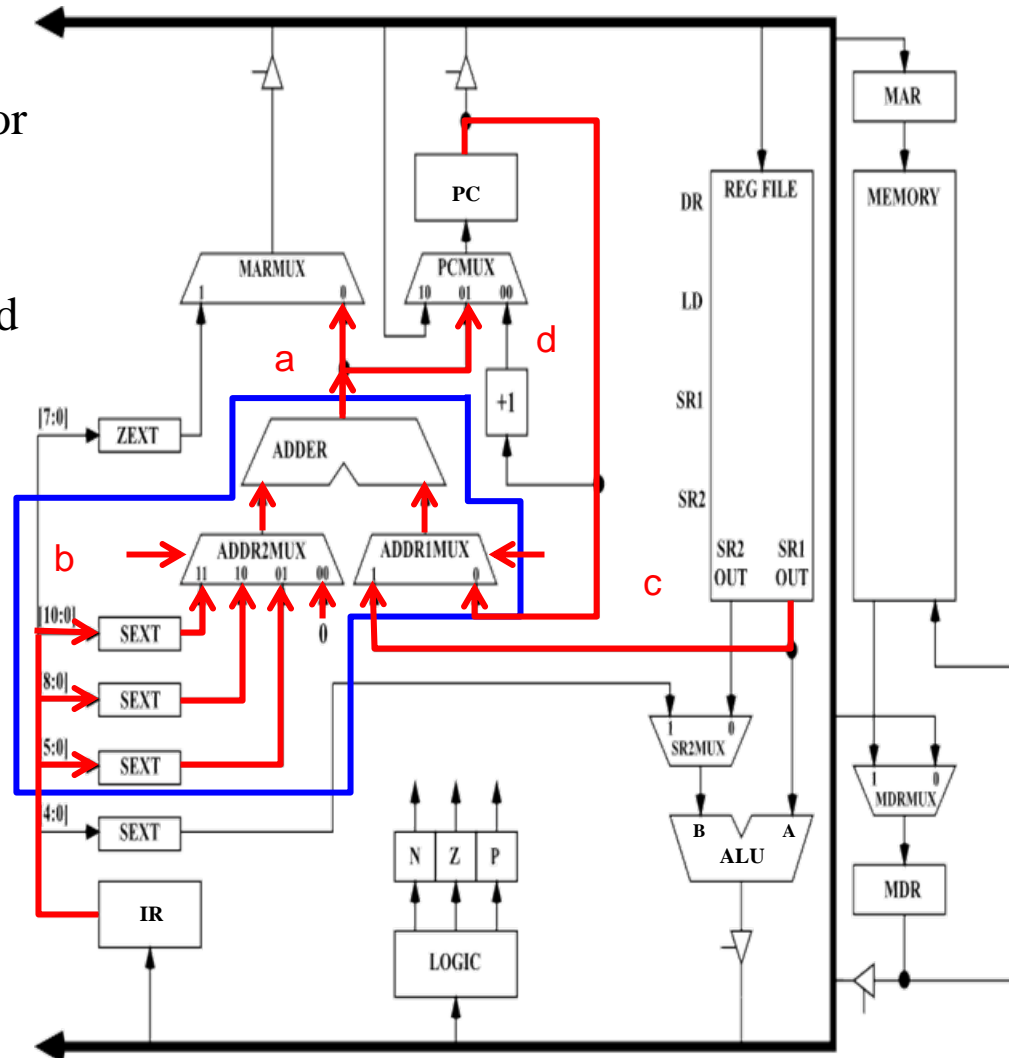 or
d
MAR
PC
DR
REG FILE
MEMORY
MARMUX
1
0
PCMUX
10
01
00
LD
a
d
+1
[7:0]
ZEXT
ADDER
SR1
SR2
b
ADDR2MUX
11
10
01
00
ADDR1MUX
1
0
SR2
OUT
SR1
OUT
c
[10:0]
SEXT
0
8:0]
SEXT
5:0]
SEXT
4:0]
SEXT
1
0
SR2MUX
1
0
MDRMUX
B
A
ALU
N
Z
P
IR
LOGIC
MDR